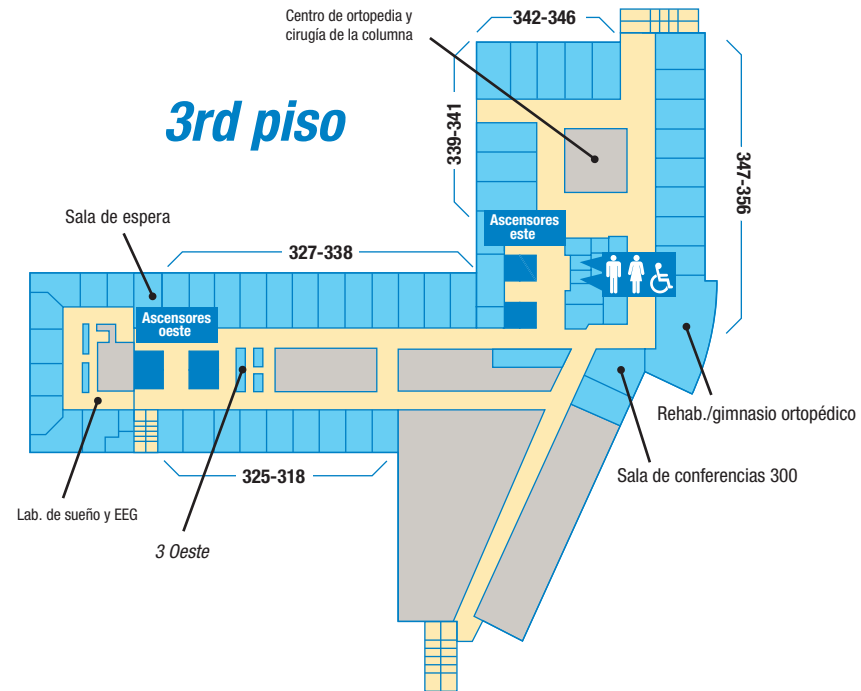 Centro de ortopedia y
cirugía de la columna
342-346
3rd piso
339-341
347-356
Sala de espera
Ascensores
este
327-338
Ascensores
oeste
Rehab./gimnasio ortopédico
325-318
Sala de conferencias 300
Lab. de sueño y EEG
3 Oeste